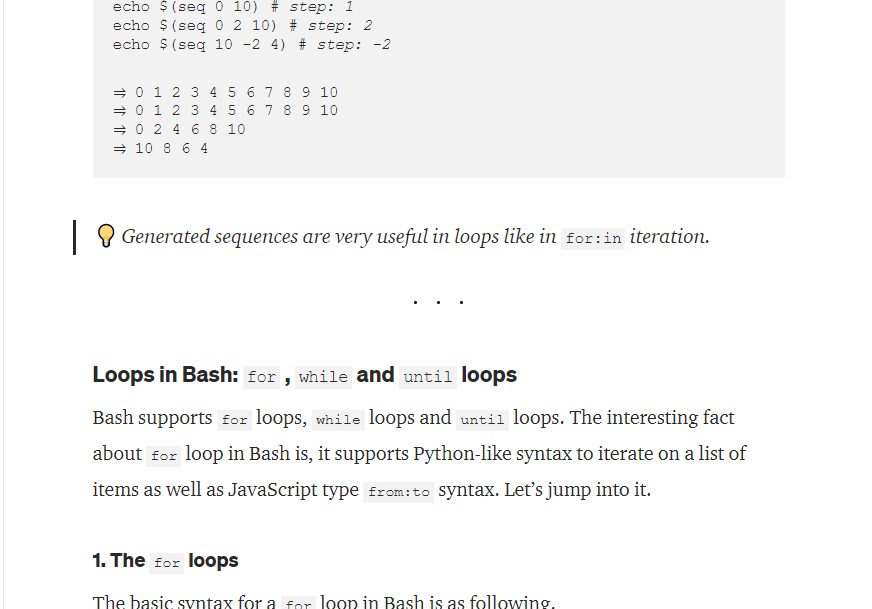 echo $(seq 0 10) # step: 1
echo $(seq 0 2 10) # step: 2
echo $(seq 10 -2 4) # step: -2
⇒ 0 1 2 3 4 5 6 7 8 9 10
⇒ 0 1 2 3 4 5 6 7 8 9 10
⇒ 0 2 4 6 8 10
⇒ 10 8 6 4
💡 Generated sequences are very useful in loops like in for:in iteration.
. . .
Loops in Bash: for , while and until loops
Bash supports for loops, while loops and until loops. The interesting fact
about for loop in Bash is, it supports Python-like syntax to iterate on a list of
items as well as JavaScript type from:to syntax. Let’s jump into it.
1. The for loops
The basic syntax for a for loop in Bash is as following.